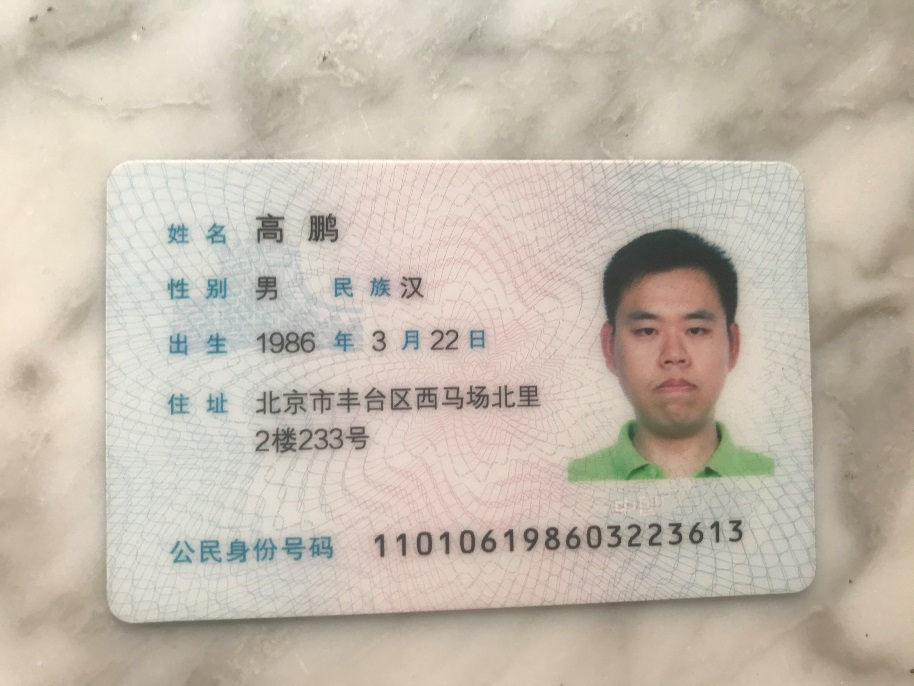 姓名 高鹏
性别 男 民族 汉
出生 1986 年 3 月 22 日
住址 北京市丰台区西马场北里
2楼233号
公民身份号码 110106198603223613